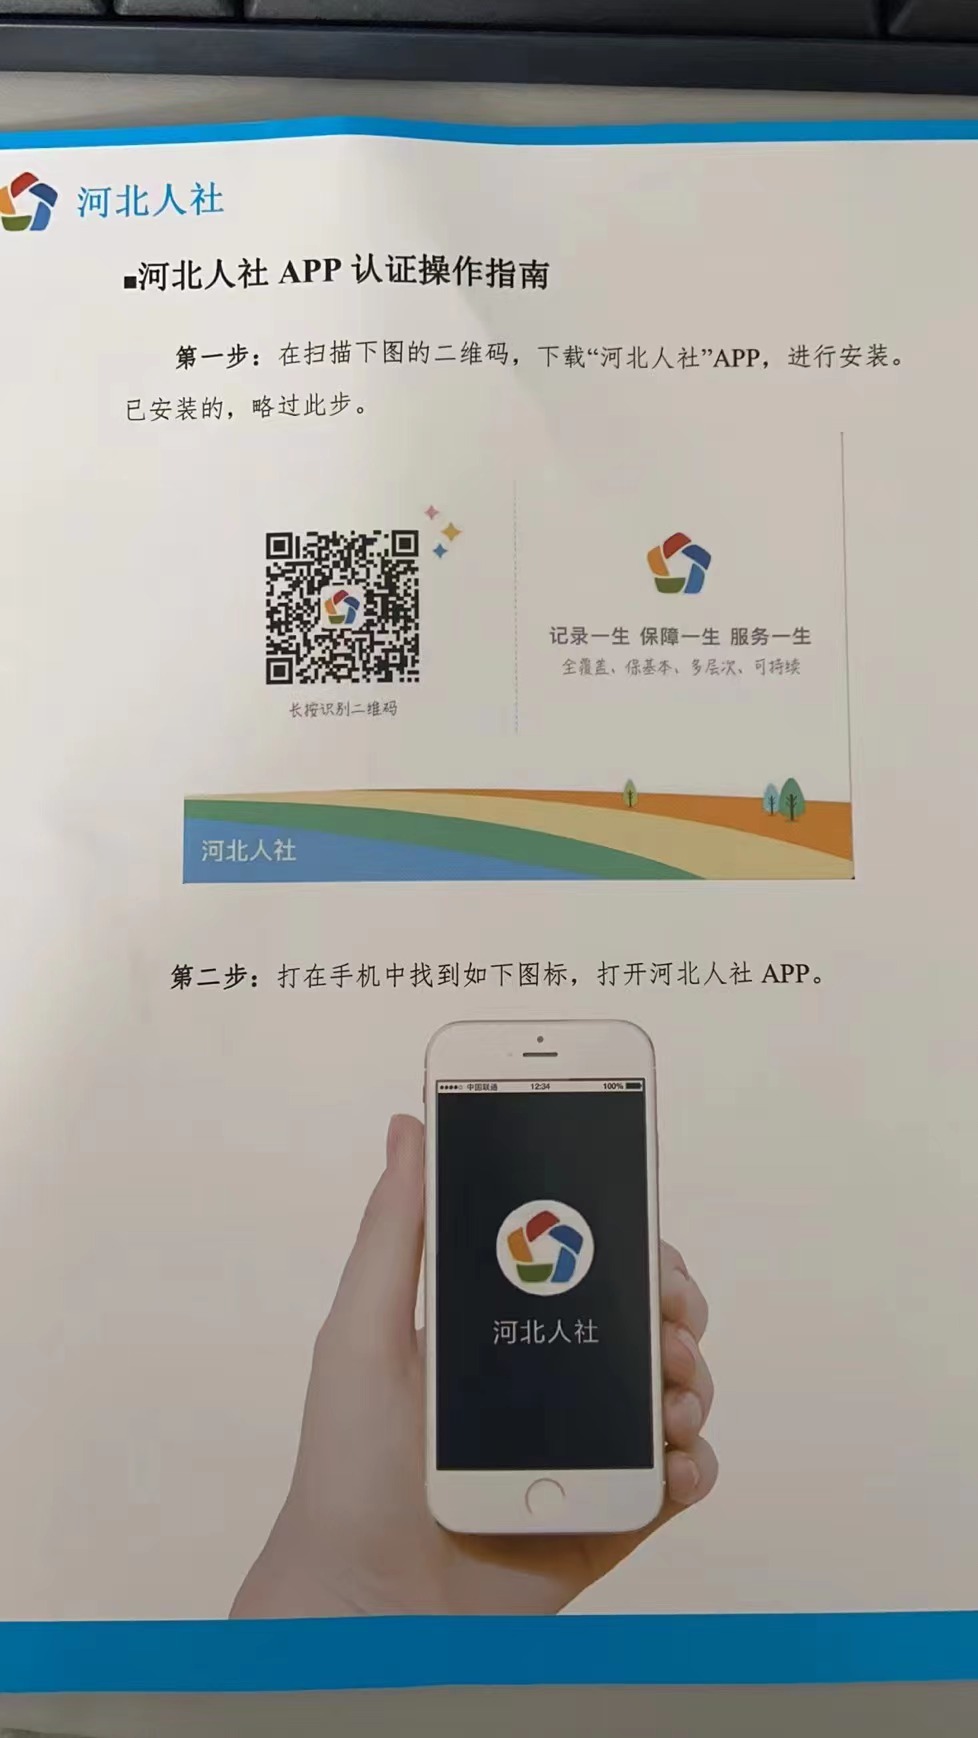 河北人社
■河北人社 APP 认证操作指南
第一步：在扫描下图的二维码，下载“河北人社”APP，进行安装。
已安装的，略过此步。
长按识别二维码
记录一生 保障一生 服务一生
全覆盖、保基本、多层次、可持续
河北人社
第二步：打在手机中找到如下图标，打开河北人社 APP。
中国联通 12:34 100%
河北人社